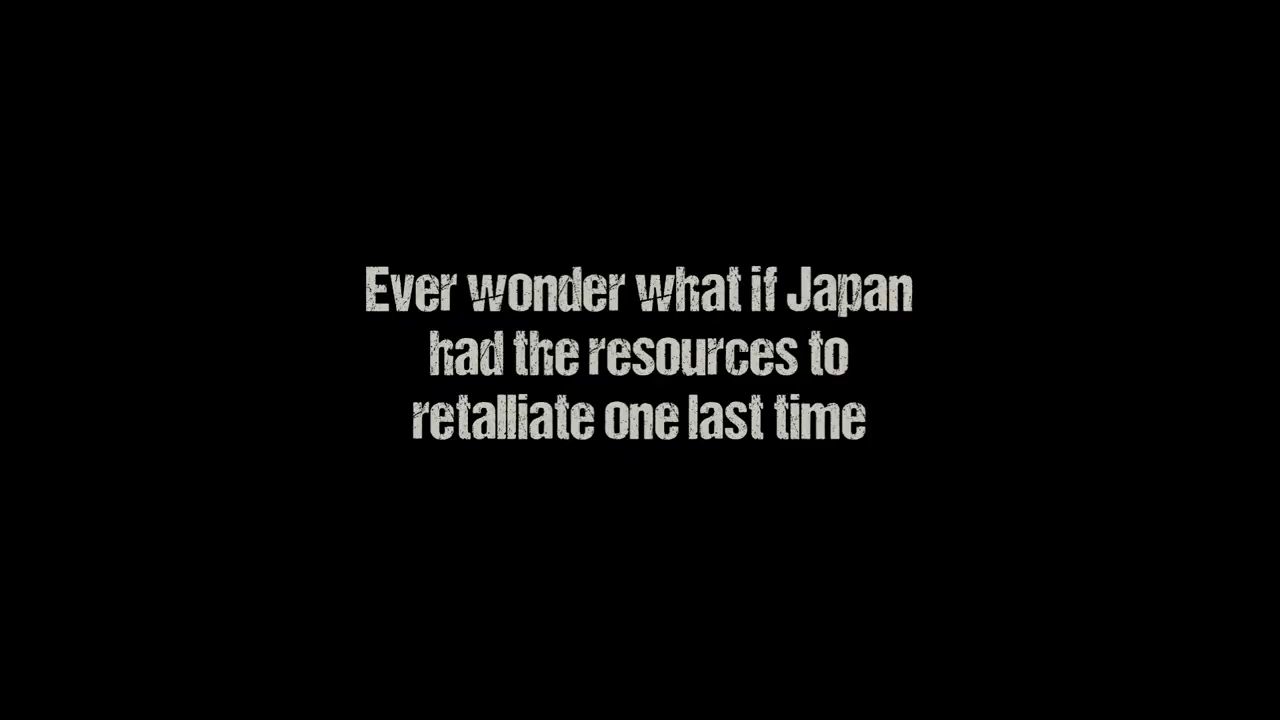 Ever wonder what if Japan
had the resources to
retalliate one last time